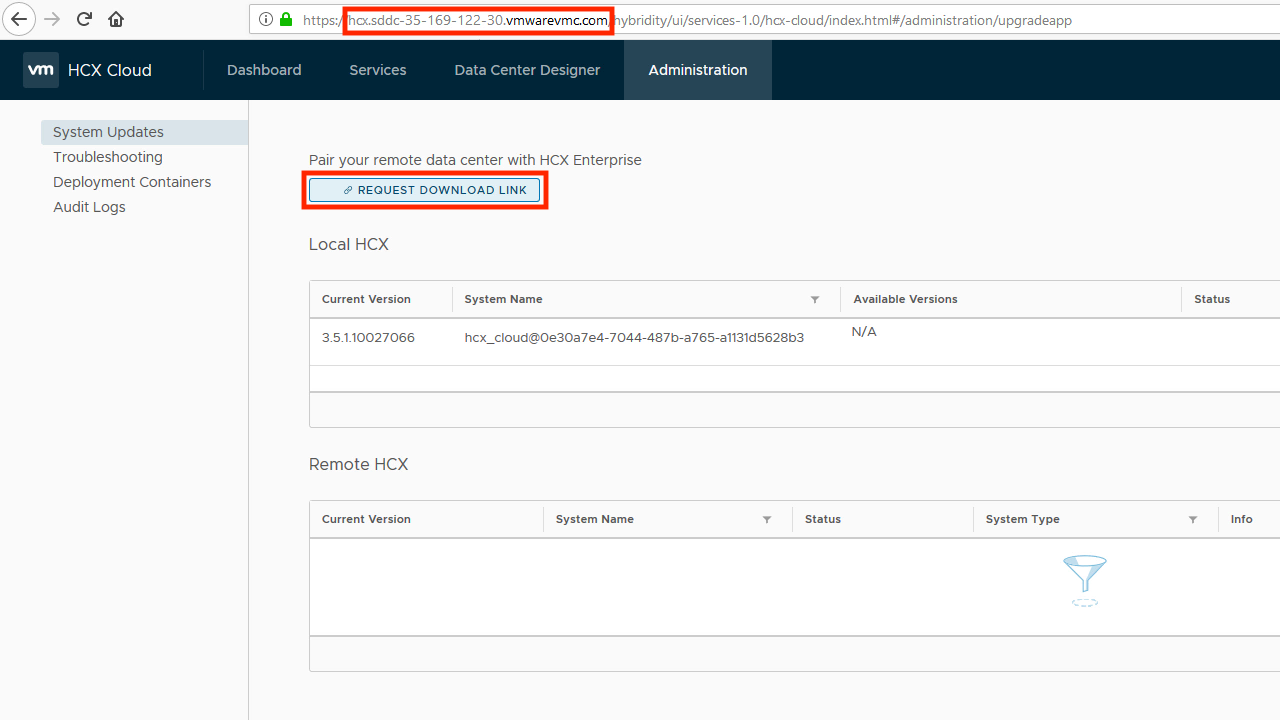 https://hcx.sddc-35-169-122-30.vmwarevmc.com/hybridity/ui/services-1.0/hcx-cloud/index.html#/administration/upgradeapp
vm HCX Cloud Dashboard Services Data Center Designer Administration
System Updates
Troubleshooting
Deployment Containers
Audit Logs
Pair your remote data center with HCX Enterprise
REQUEST DOWNLOAD LINK
Local HCX
Current Version System Name Available Versions Status
3.5.1.10027066 hcx_cloud@0e30a7e4-7044-487b-a765-a1131d5628b3 N/A
Remote HCX
Current Version System Name Status System Type Info